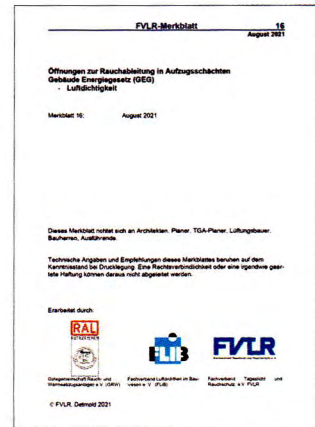 FVLR-Merkblatt 16
August 2021
Öffnungen zur Rauchableitung in Aufzugsschächten
Gebäude Energiegesetz (GEG)
- Luftdichtigkeit
Merkblatt 16: August 2021
Dieses Merkblatt richtet sich an Architekten, Planer, TGA-Planer, Lüftungsbauer,
Bauherren, Ausführende.
Technische Angaben und Empfehlungen dieses Merkblattes beruhen auf dem
Kenntnisstand bei Drucklegung. Eine Rechtsverbindlichkeit oder eine irgendwie geartete
Haftung können daraus nicht abgeleitet werden.
Erarbeitet durch:
RAL
GÜTEZEICHEN
FLiB
FVLR
Gütegemeinschaft Rauch- und
Wärmeabzugsanlagen e.V. (GRW)
Fachverband Luftdichtheit im Bauwesen
e. V. (FLiB)
Fachverband Tageslicht und
Rauchschutz e.V. FVLR
© FVLR, Detmold 2021